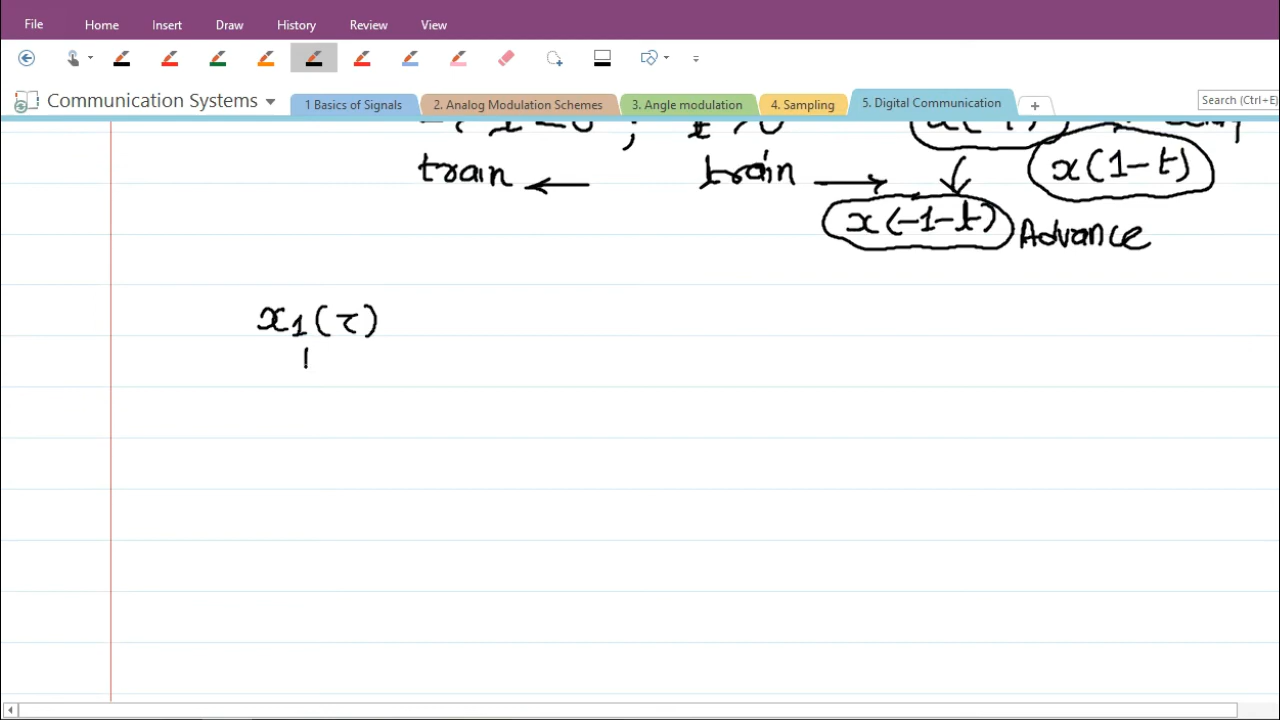 File Home Insert Draw History Review View
Communication Systems 1 Basics of Signals 2. Analog Modulation Schemes 3. Angle modulation 4. Sampling 5. Digital Communication + Search (Ctrl+E)
train ← train →
x(1-t)
x(-1-t) Advance
x1(τ)